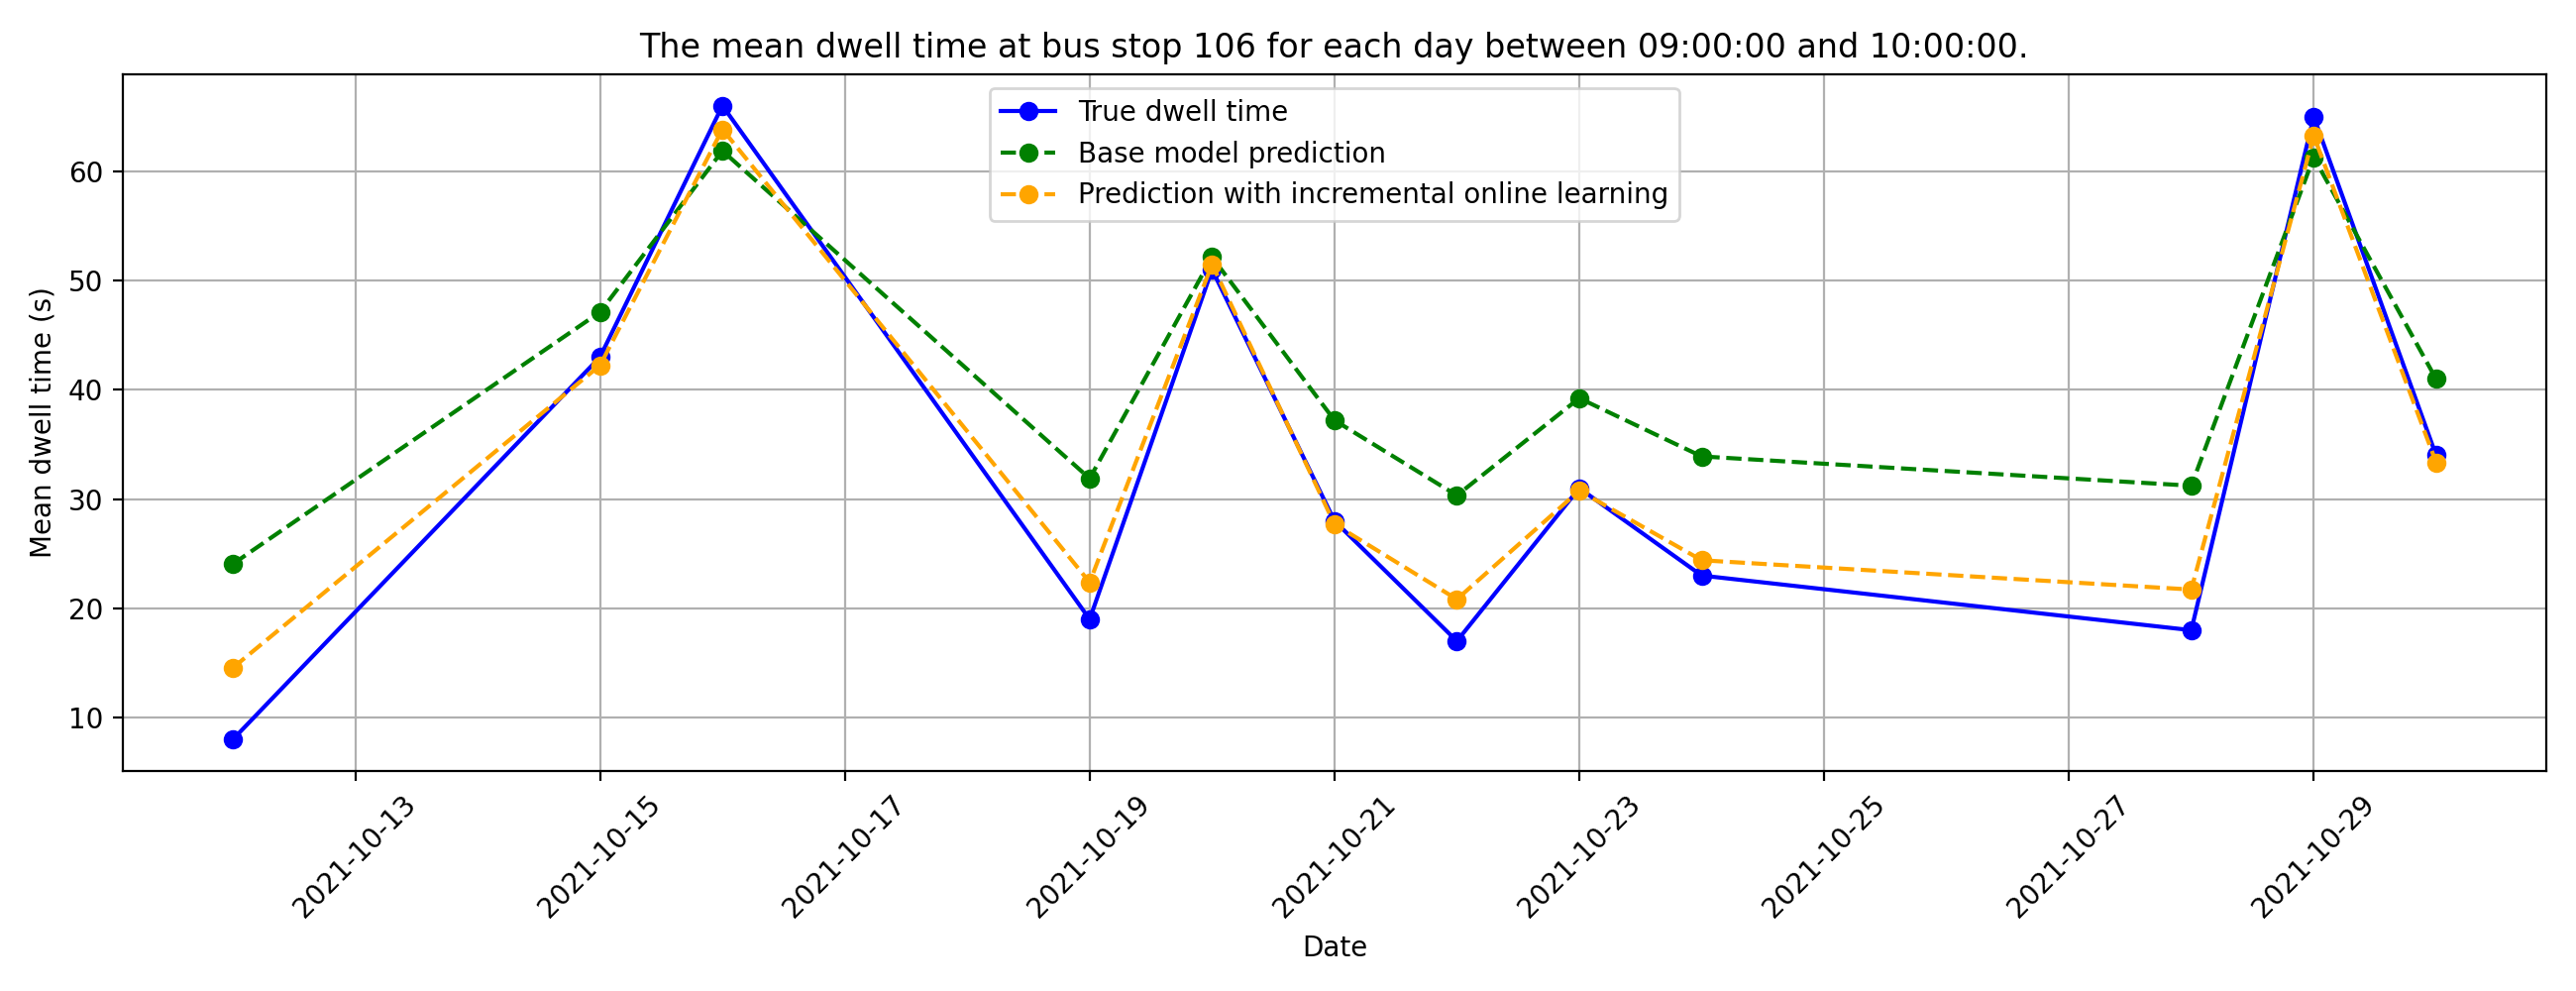 The mean dwell time at bus stop 106 for each day between 09:00:00 and 10:00:00.
True dwell time
Base model prediction
Prediction with incremental online learning
Mean dwell time (s)
60
50
40
30
20
10
2021-10-13
2021-10-15
2021-10-17
2021-10-19
2021-10-21
2021-10-23
2021-10-25
2021-10-27
2021-10-29
Date